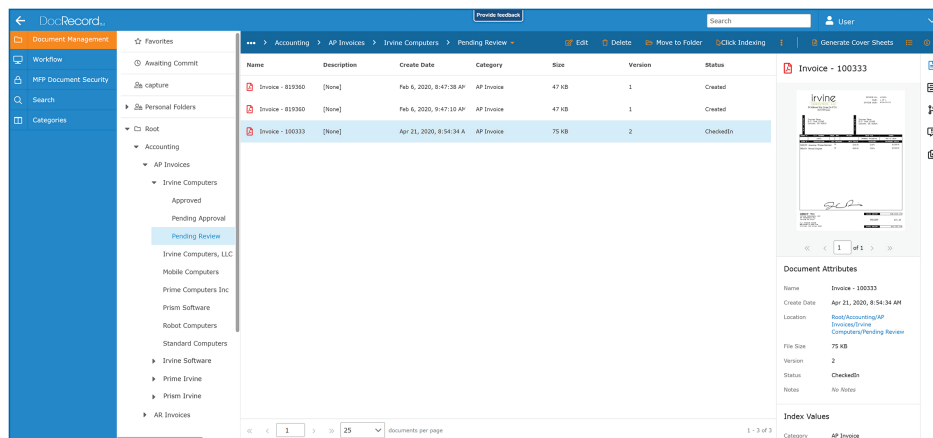 Provide feedback
DocRecord
Search
User
Document Management
Workflow
MFP Document Security
Search
Categories
Favorites
Awaiting Commit
capture
Personal Folders
Root
Accounting
AP Invoices
Irvine Computers
Approved
Pending Approval
Pending Review
Irvine Computers, LLC
Mobile Computers
Prime Computers Inc
Prism Software
Robot Computers
Standard Computers
Irvine Software
Prime Irvine
Prism Irvine
AR Invoices
••• > Accounting > AP Invoices > Irvine Computers > Pending Review
Edit Delete Move to Folder Click Indexing Generate Cover Sheets
Name Description Create Date Category Size Version Status
Invoice - 819360 [None] Feb 6, 2020, 8:47:38 AM AP Invoice 47 KB 1 Created
Invoice - 819360 [None] Feb 6, 2020, 9:47:10 AM AP Invoice 47 KB 1 Created
Invoice - 100333 [None] Apr 21, 2020, 8:54:34 A AP Invoice 75 KB 2 CheckedIn
1 25 documents per page 1 - 3 of 3
Invoice - 100333
irvine
1 of 1
Document Attributes
Name Invoice - 100333
Create Date Apr 21, 2020, 8:54:34 AM
Location Root/Accounting/AP
Invoices/Irvine
Computers/Pending Review
File Size 75 KB
Version 2
Status CheckedIn
Notes No Notes
Index Values
Category AP Invoice